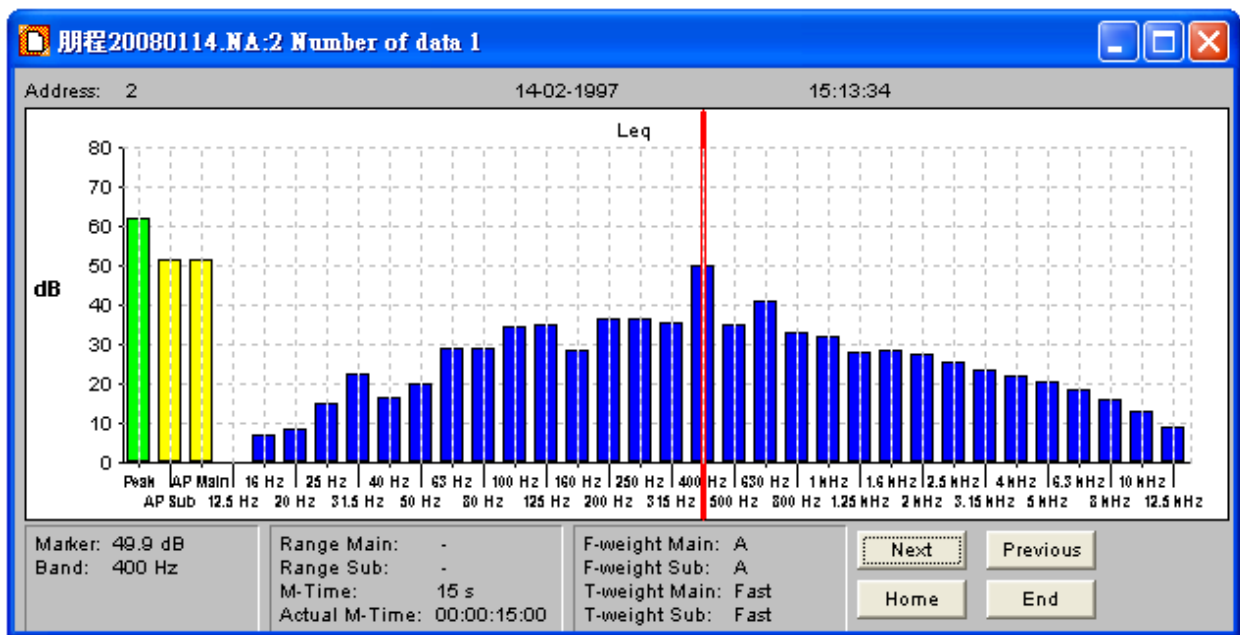 朋程20080114.NA:2 Number of data 1
Address: 2 14-02-1997 15:13:34
Leq
80
70
60
50
40
30
20
10
0
dB
Peak AP Main 16 Hz 25 Hz 40 Hz 63 Hz 100 Hz 160 Hz 250 Hz 400 Hz 630 Hz 1 kHz 1.6 kHz 2.5 kHz 4 kHz 6.3 kHz 10 kHz
AP Sub 12.5 Hz 20 Hz 31.5 Hz 50 Hz 80 Hz 125 Hz 200 Hz 315 Hz 500 Hz 800 Hz 1.25 kHz 2 kHz 3.15 kHz 5 kHz 8 kHz 12.5 kHz
Marker: 49.9 dB
Band: 400 Hz
Range Main: -
Range Sub: -
M-Time: 15 s
Actual M-Time: 00:00:15:00
F-weight Main: A
F-weight Sub: A
T-weight Main: Fast
T-weight Sub: Fast
Next Previous
Home End